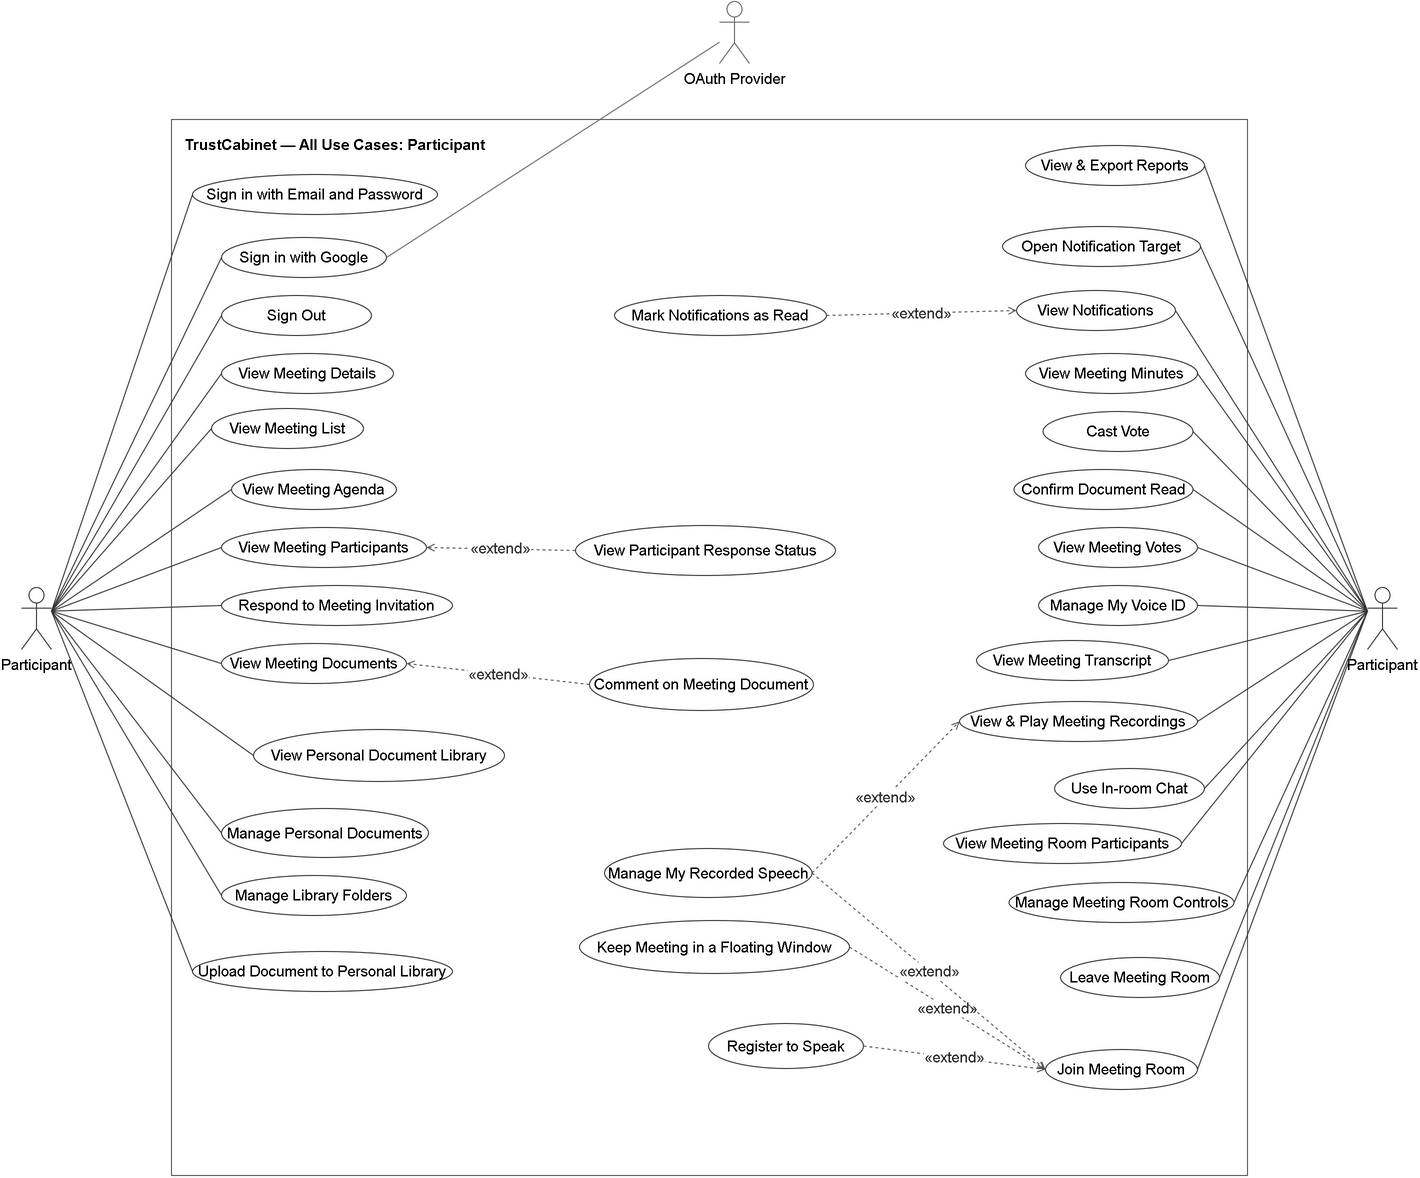 OAuth Provider
TrustCabinet — All Use Cases: Participant
View & Export Reports
Sign in with Email and Password
Open Notification Target
Sign in with Google
Mark Notifications as Read
«extend»
View Notifications
Sign Out
View Meeting Details
View Meeting Minutes
View Meeting List
Cast Vote
View Meeting Agenda
Confirm Document Read
View Meeting Participants
«extend»
View Participant Response Status
View Meeting Votes
Respond to Meeting Invitation
Manage My Voice ID
Participant
Participant
View Meeting Documents
«extend»
Comment on Meeting Document
View Meeting Transcript
View & Play Meeting Recordings
View Personal Document Library
«extend»
Use In-room Chat
Manage Personal Documents
View Meeting Room Participants
Manage My Recorded Speech
Manage Library Folders
Manage Meeting Room Controls
Keep Meeting in a Floating Window
Upload Document to Personal Library
«extend»
Leave Meeting Room
«extend»
Register to Speak
«extend»
Join Meeting Room